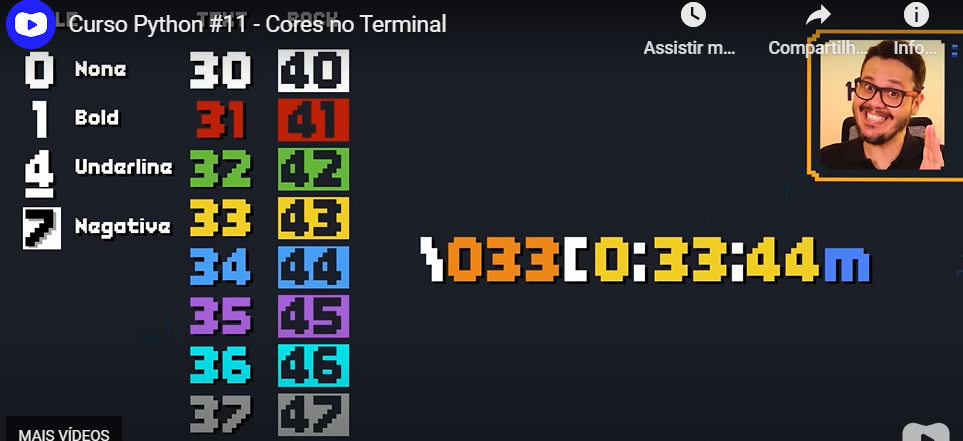 Curso Python #11 - Cores no Terminal
Assistir m...
Compartilh...
Info...
TEXT BACK
0 None 30 40
1 Bold 31 41
4 Underline 32 42
7 Negative 33 43
34 44
35 45
36 46
37 47
\033[0:33:44m
MAIS VÍDEOS